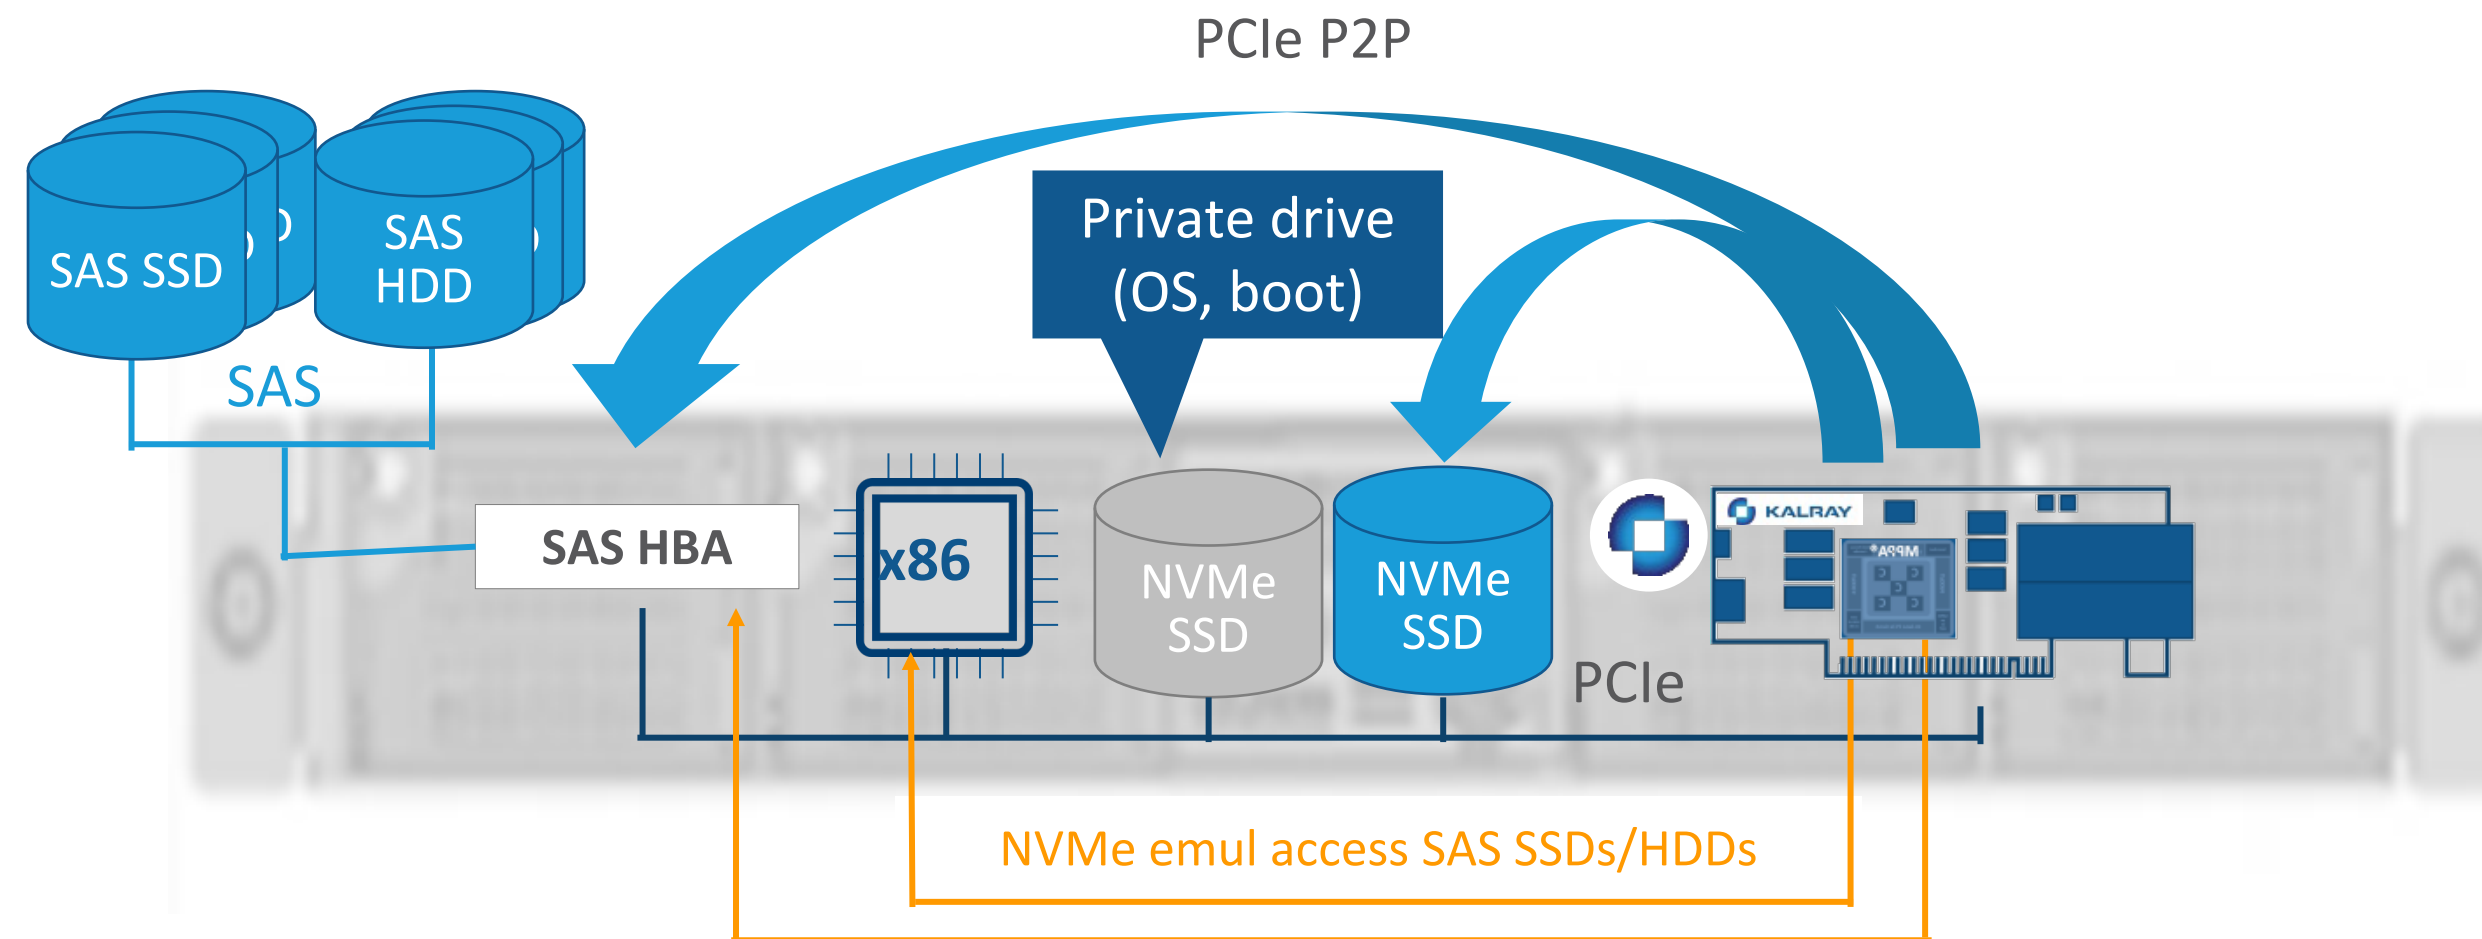 PCIe P2P
SAS SSD
SAS
HDD
SAS
Private drive
(OS, boot)
SAS HBA
x86
NVMe
SSD
NVMe
SSD
PCIe
KALRAY
MPPA®
NVMe emul access SAS SSDs/HDDs